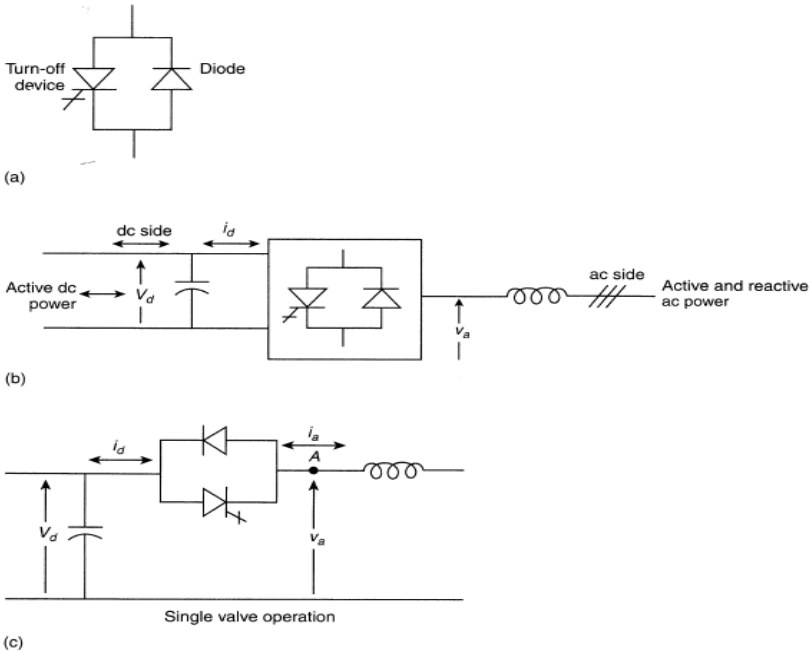 Turn-off
device
Diode
(a)
dc side
i_d
Active dc
power
V_d
ac side
Active and reactive
ac power
v_a
(b)
i_d
i_a
A
V_d
v_a
Single valve operation
(c)